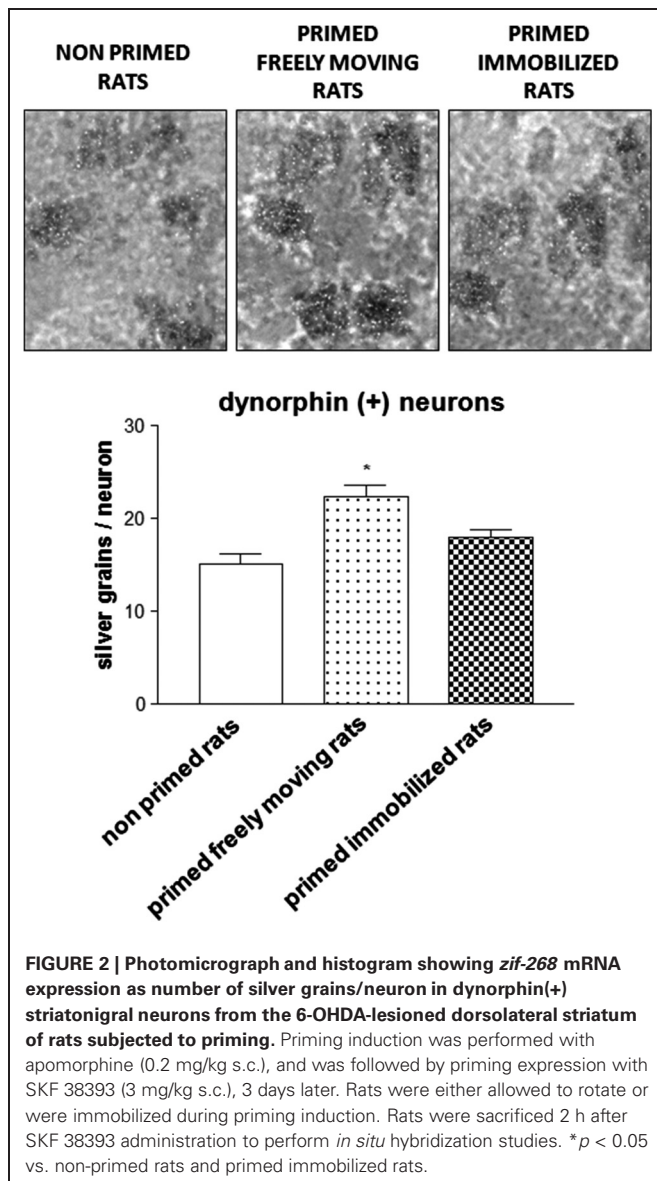 NON PRIMED
RATS
PRIMED
FREELY MOVING
RATS
PRIMED
IMMOBILIZED
RATS
dynorphin (+) neurons
silver grains / neuron
30
20
10
0
*
non primed rats
primed freely moving rats
primed immobilized rats
FIGURE 2 | Photomicrograph and histogram showing zif-268 mRNA
expression as number of silver grains/neuron in dynorphin(+)
striatonigral neurons from the 6-OHDA-lesioned dorsolateral striatum
of rats subjected to priming. Priming induction was performed with
apomorphine (0.2 mg/kg s.c.), and was followed by priming expression with
SKF 38393 (3 mg/kg s.c.), 3 days later. Rats were either allowed to rotate or
were immobilized during priming induction. Rats were sacrificed 2 h after
SKF 38393 administration to perform in situ hybridization studies. *p < 0.05
vs. non-primed rats and primed immobilized rats.